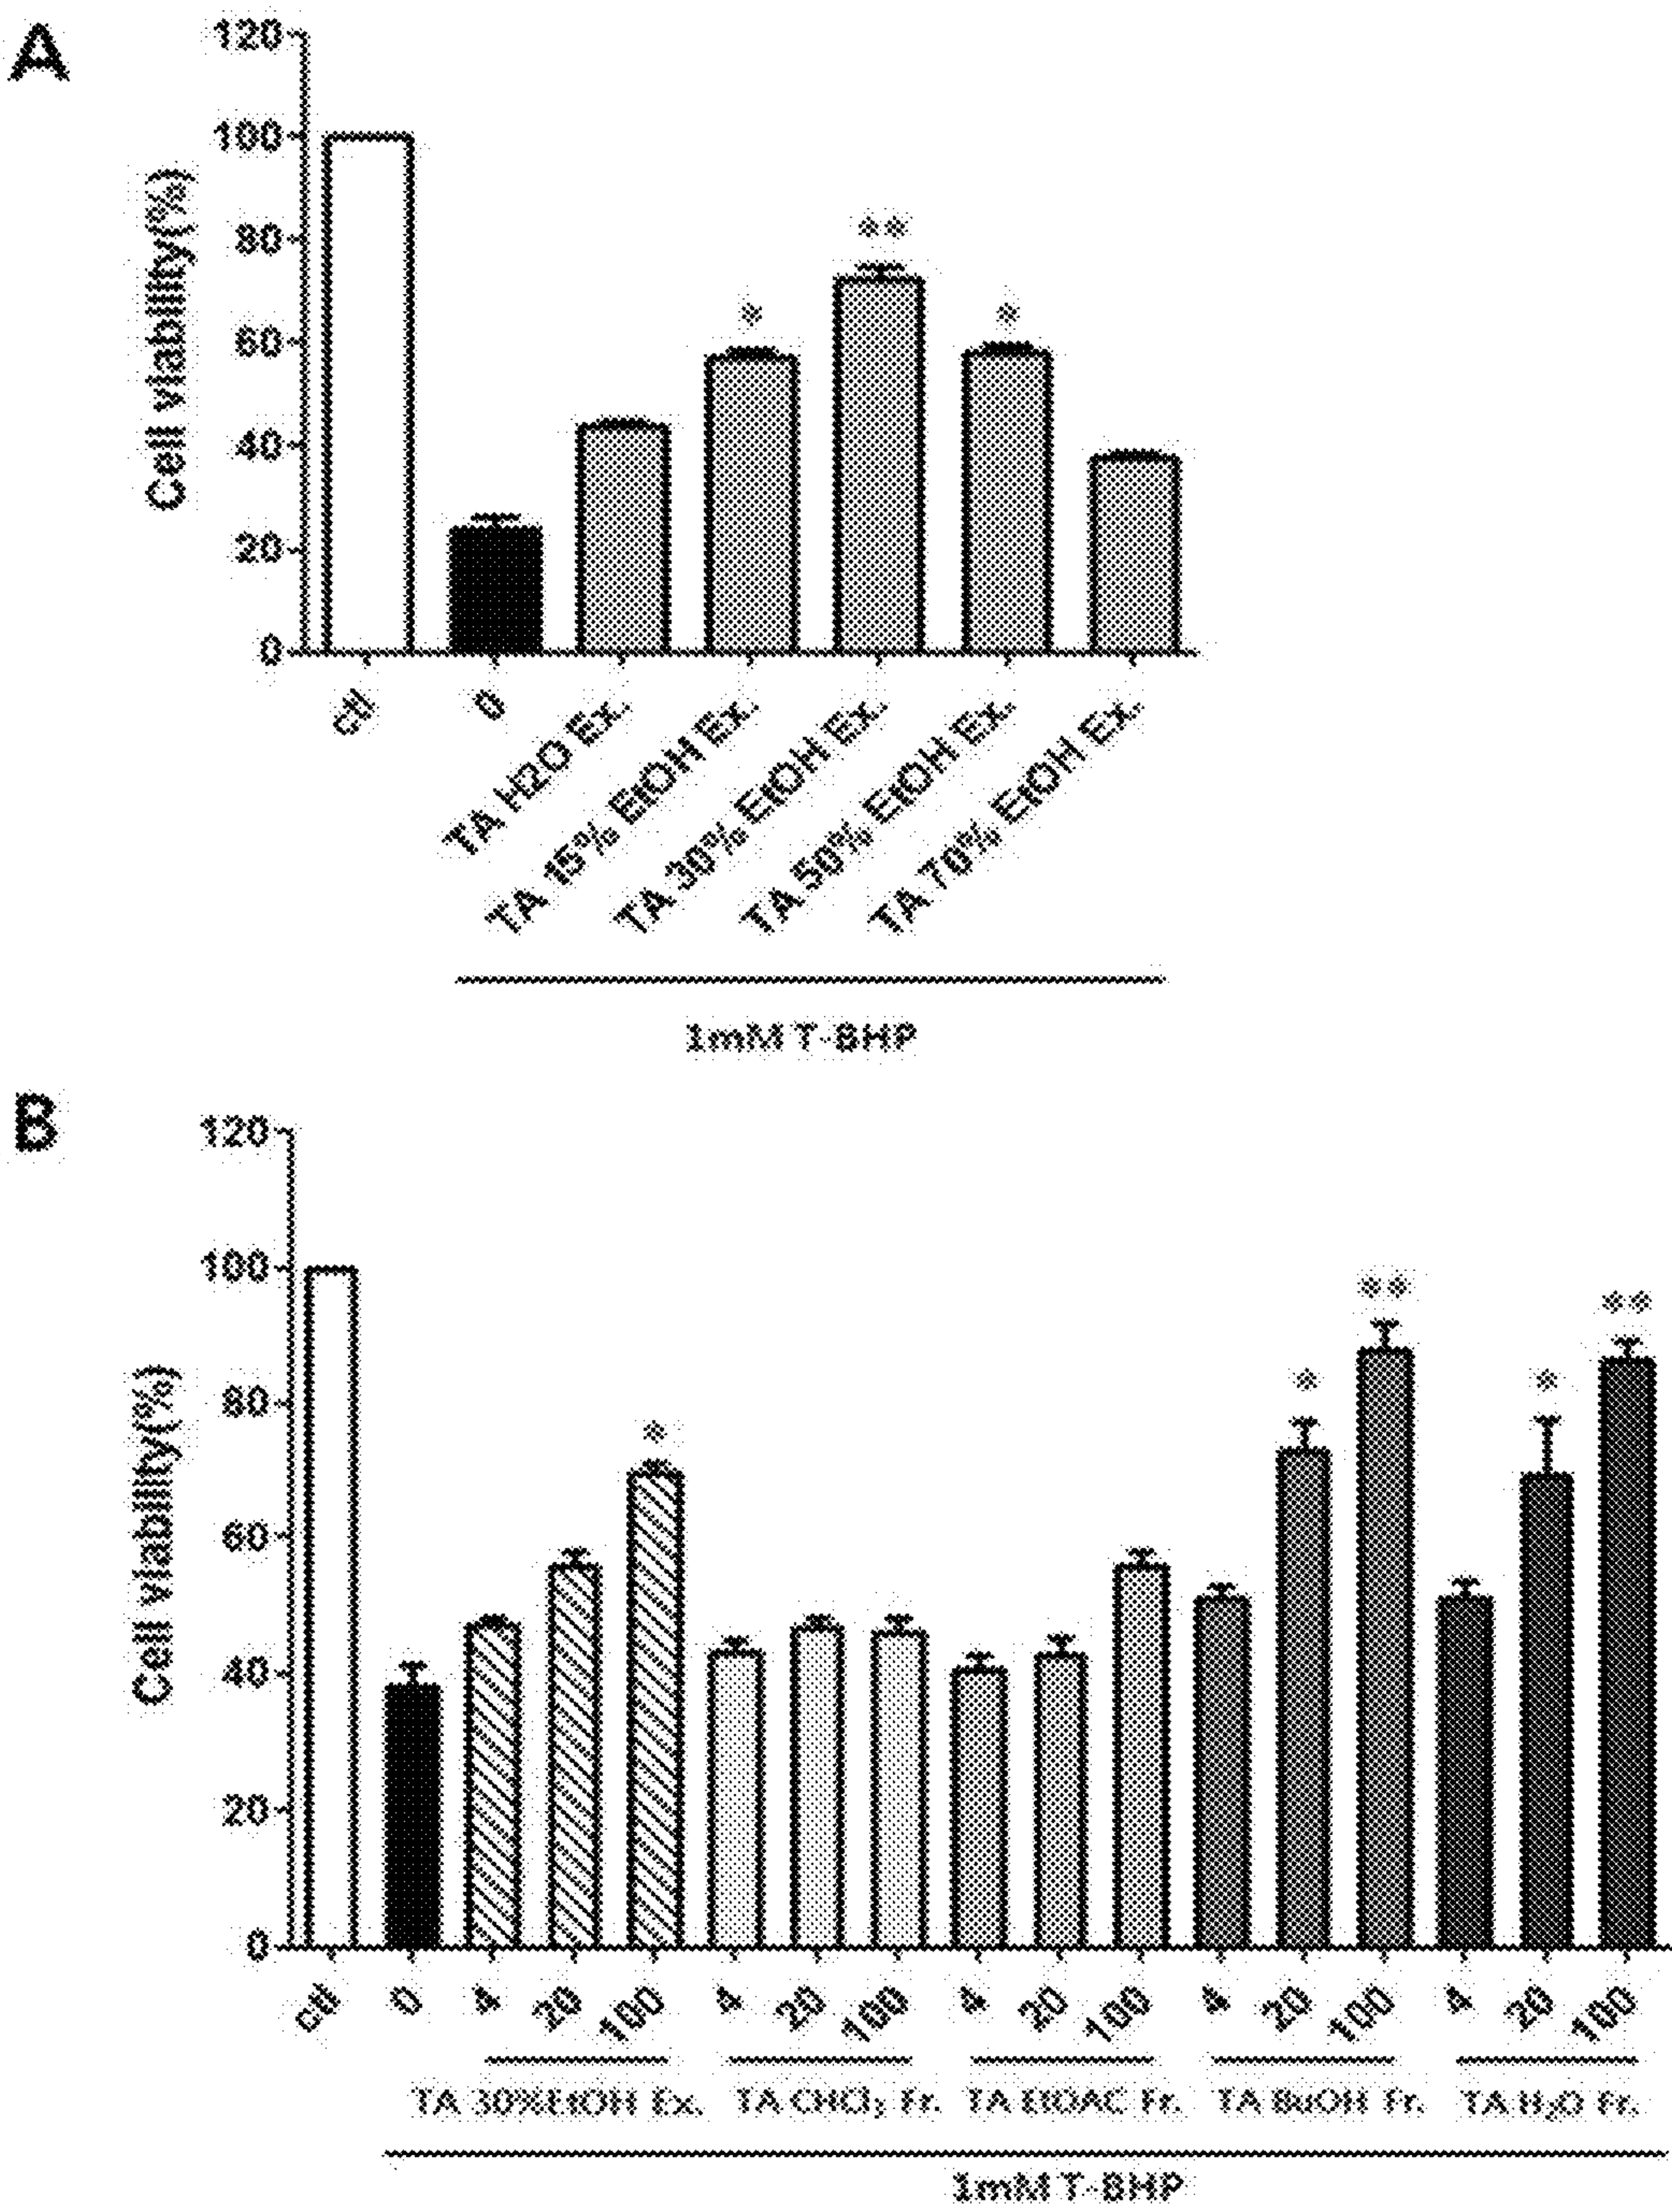 A
120
100
80
60
40
20
0
Cell viability(%)
**
*
*
ctl
0
TA H2O Ex.
TA 15% EtOH Ex.
TA 30% EtOH Ex.
TA 50% EtOH Ex.
TA 70% EtOH Ex.
1mM T-BHP
B
120
100
80
60
40
20
0
Cell viability(%)
*
*
**
*
**
ctl 0 4 20 100 4 20 100 4 20 100 4 20 100 4 20 100
TA 30%EtOH Ex. TA CHCl₃ Fr. TA EtOAC Fr. TA BuOH Fr. TA H₂O Fr.
1mM T-BHP